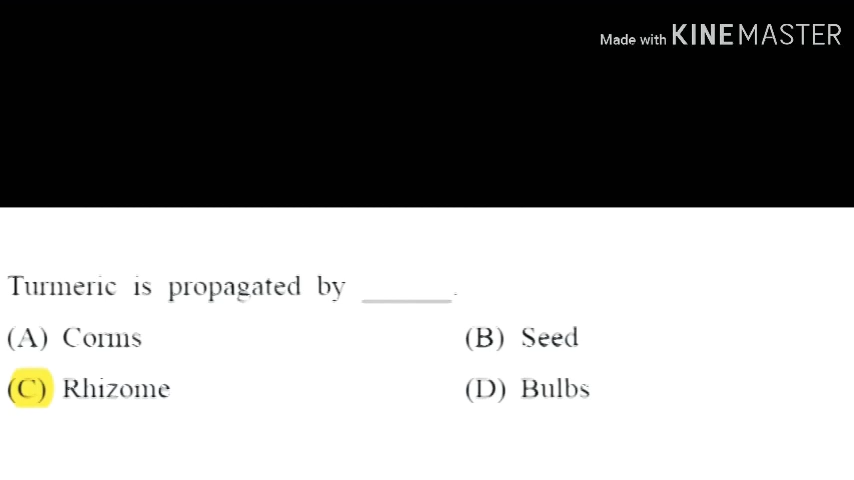 Made with KINEMASTER
Turmeric is propagated by ______.
(A) Corms (B) Seed
(C) Rhizome (D) Bulbs